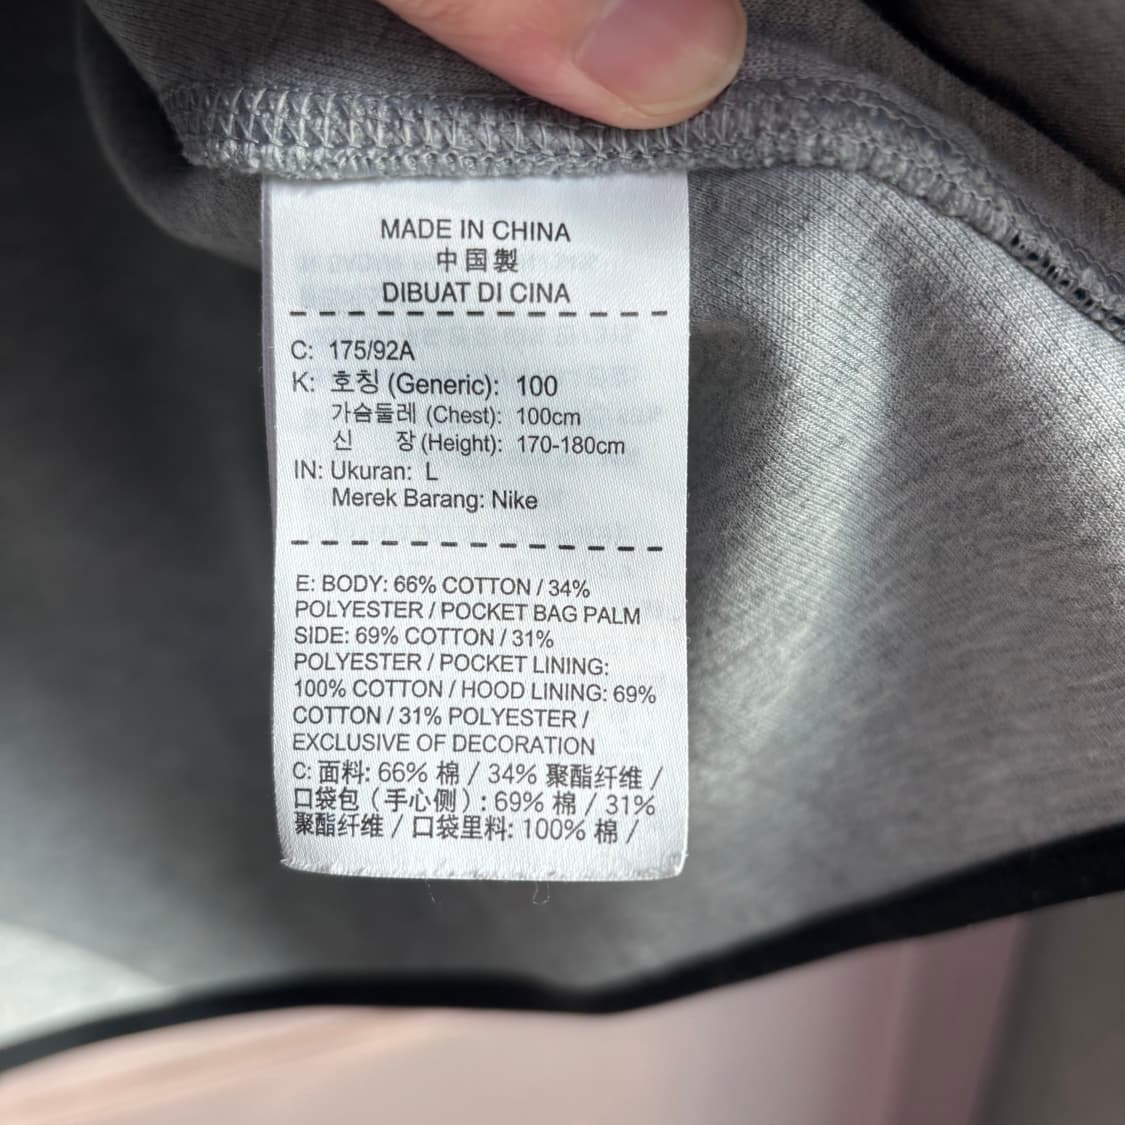 MADE IN CHINA
中国製
DIBUAT DI CINA
C: 175/92A
K: 호칭 (Generic): 100
가슴둘레 (Chest): 100cm
신 장 (Height): 170-180cm
IN: Ukuran: L
Merek Barang: Nike
E: BODY: 66% COTTON / 34%
POLYESTER / POCKET BAG PALM
SIDE: 69% COTTON / 31%
POLYESTER / POCKET LINING:
100% COTTON / HOOD LINING: 69%
COTTON / 31% POLYESTER /
EXCLUSIVE OF DECORATION
C: 面料: 66% 棉 / 34% 聚酯纤维 /
口袋包（手心侧）: 69% 棉 / 31%
聚酯纤维 / 口袋里料: 100% 棉 /